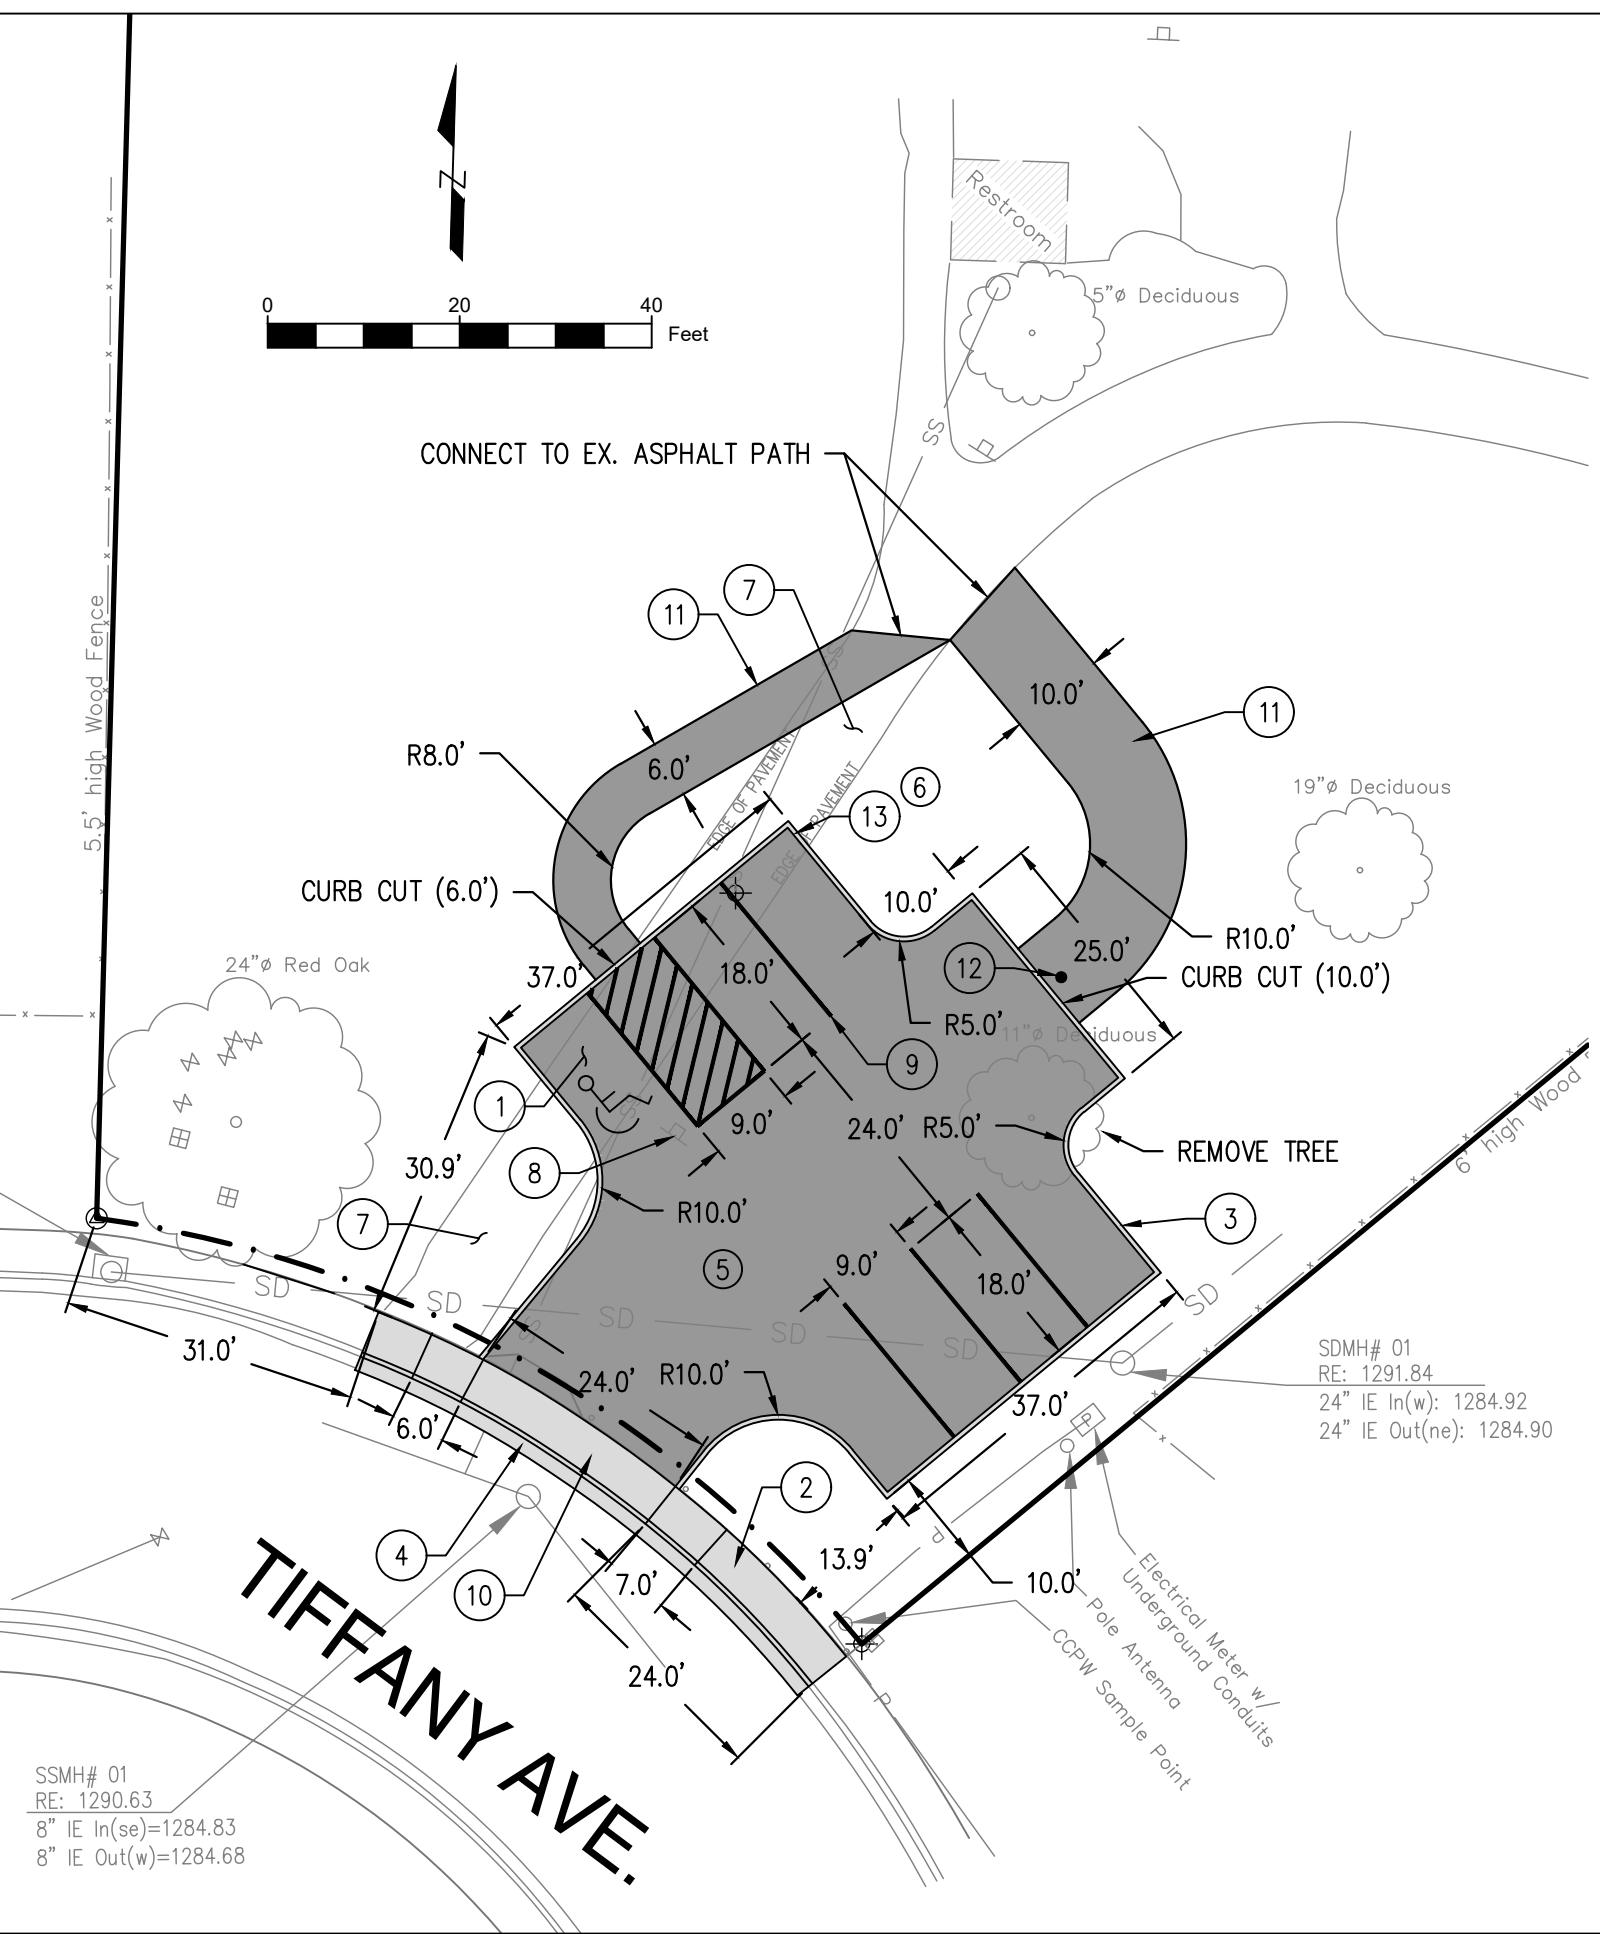 Restroom
5"ø Deciduous
0 20 40
Feet
N
SS
CONNECT TO EX. ASPHALT PATH
5.5' high Wood Fence
11
7
SS
10.0'
11
R8.0'
6.0'
EDGE OF PAVEMENT
EDGE OF PAVEMENT
6
13
19"ø Deciduous
CURB CUT (6.0')
10.0'
R10.0'
25.0'
12
CURB CUT (10.0')
24"ø Red Oak
37.0'
18.0'
R5.0'
11"ø Deciduous
9
1
9.0'
24.0'
R5.0'
REMOVE TREE
30.9'
8
R10.0'
7
3
5
9.0'
18.0'
6' high Wood
SD
SD
SD
SD
SD
SD
SS
31.0'
24.0'
R10.0'
37.0'
6.0'
SDMH# 01
RE: 1291.84
24" IE In(w): 1284.92
24" IE Out(ne): 1284.90
P
2
4
10
13.9'
P
7.0'
10.0'
24.0'
Electrical Meter w/
Underground Conduits
Pole Antenna
CCPW Sample Point
P
TIFFANY AVE.
SSMH# 01
RE: 1290.63
8" IE In(se)=1284.83
8" IE Out(w)=1284.68